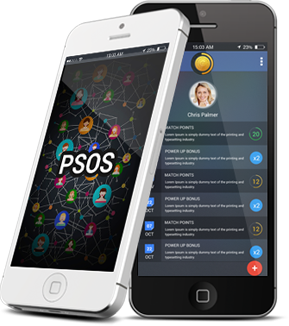 10:35 AM
23%
PSOS
15:03 AM
23%
Chris Palmer
MATCH POINTS
Lorem Ipsum is simply dummy text of the printing and
typesetting industry.
20
POWER UP BONUS
Lorem Ipsum is simply dummy text of the printing and
typesetting industry.
x2
MATCH POINTS
Lorem Ipsum is simply dummy text of the printing and
typesetting industry.
12
POWER UP BONUS
Lorem Ipsum is simply dummy text of the printing and
typesetting industry.
x2
OCT
MATCH POINTS
Lorem Ipsum is simply dummy text of the printing and
typesetting industry.
12
OCT
POWER UP BONUS
Lorem Ipsum is simply dummy text of the printing and
typesetting industry.
x2
+